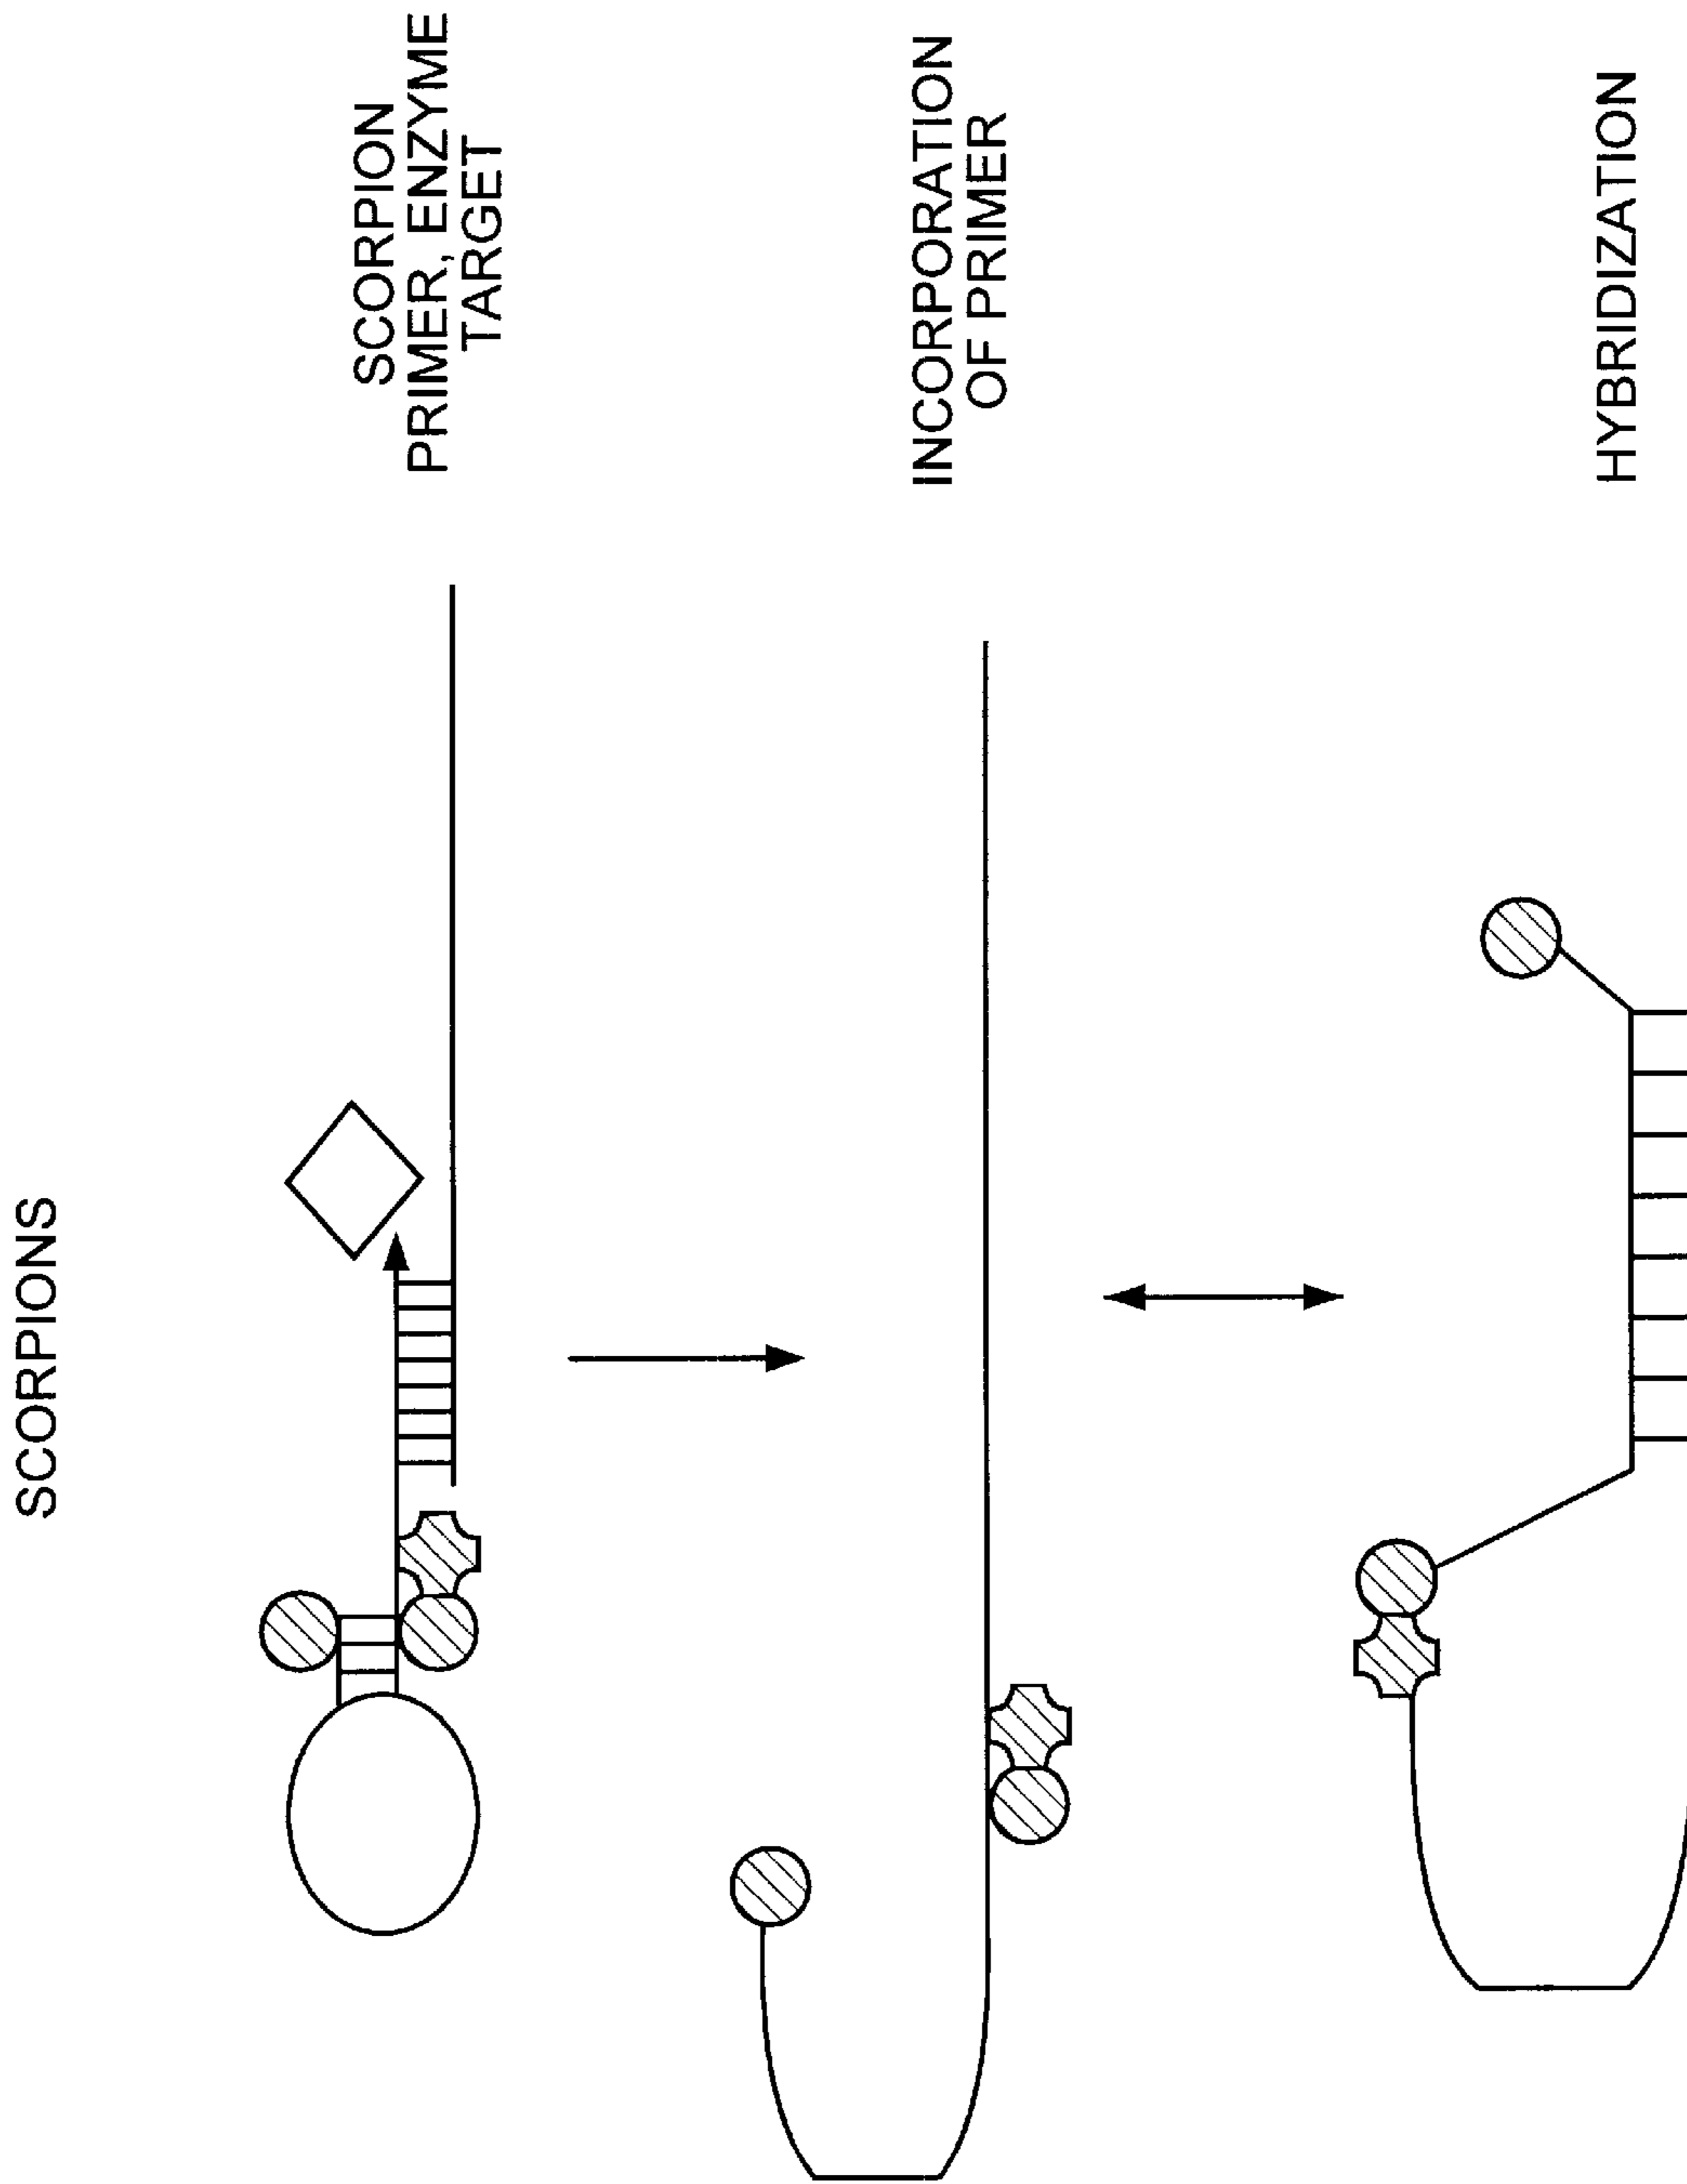 SCORPIONS
SCORPION
PRIMER, ENZYME
TARGET
INCORPORATION
OF PRIMER
HYBRIDIZATION